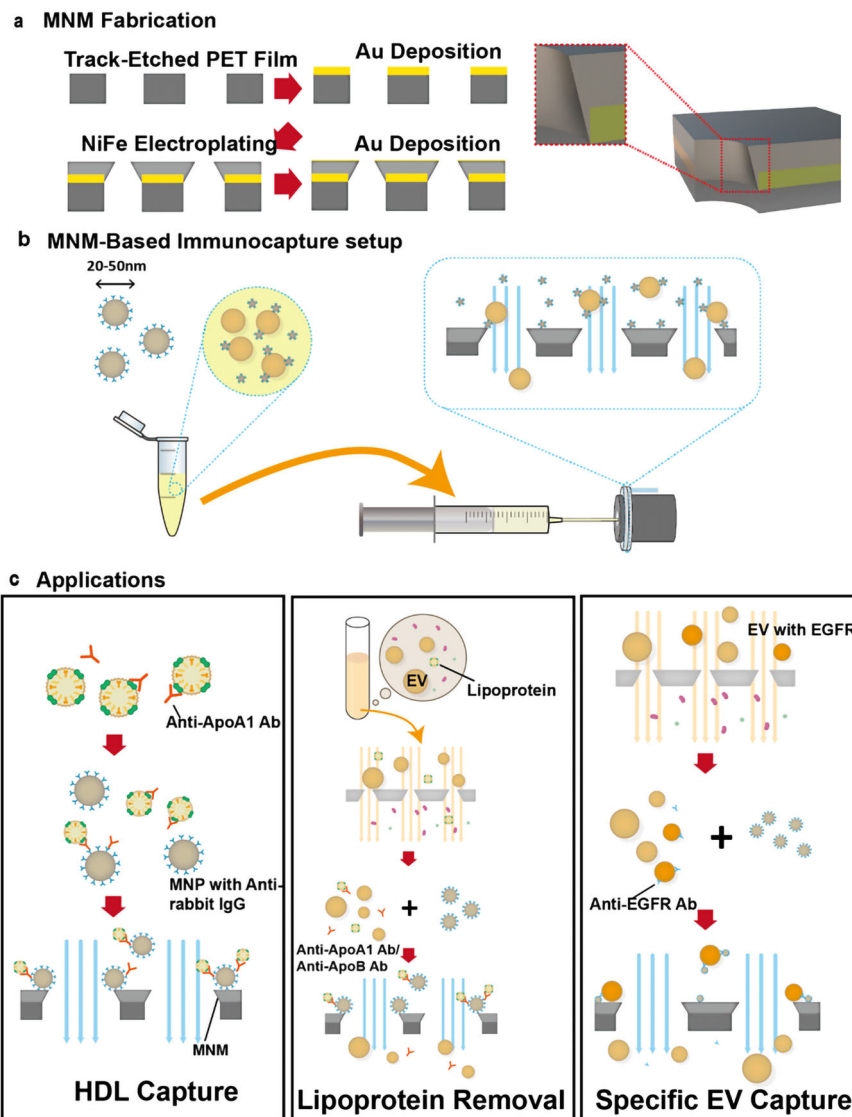 a MNM Fabrication
Track-Etched PET Film
Au Deposition
NiFe Electroplating
Au Deposition
b MNM-Based Immunocapture setup
20-50nm
c Applications
Anti-ApoA1 Ab
MNP with Anti-
rabbit IgG
MNM
HDL Capture
EV
Lipoprotein
+
Anti-ApoA1 Ab/
Anti-ApoB Ab
Lipoprotein Removal
EV with EGFR
+
Anti-EGFR Ab
Specific EV Capture